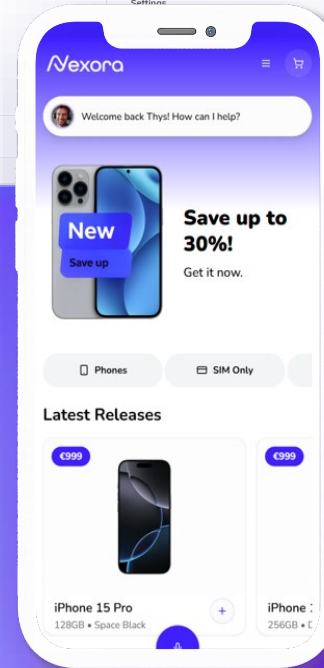 Settings
Nexora
Welcome back Thys! How can I help?
New
Save up
Save up to
30%!
Get it now.
Phones
SIM Only
Latest Releases
€999
€999
iPhone 15 Pro
iPhone
128GB • Space Black
256GB •